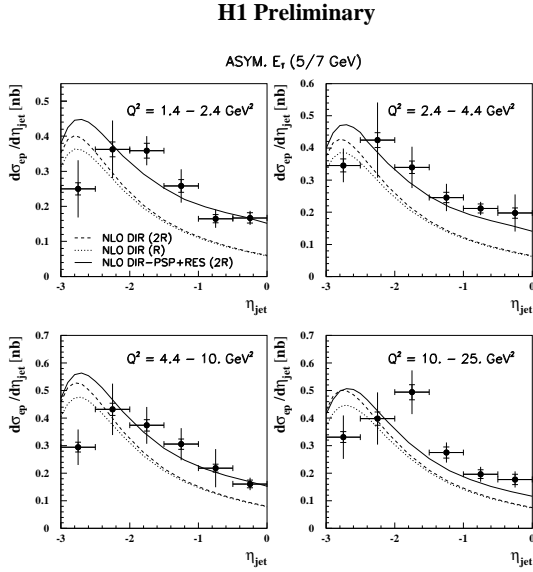 H1 Preliminary
ASYM. E_T (5/7 GeV)
dσ_ep/dη_jet [nb]
0.5
0.4
0.3
0.2
0.1
0
Q² = 1.4 – 2.4 GeV²
NLO DIR (2R)
NLO DIR (R)
NLO DIR–PSP+RES (2R)
-3
-2
-1
0
η_jet
dσ_ep/dη_jet [nb]
0.6
0.5
0.4
0.3
0.2
0.1
0
Q² = 2.4 – 4.4 GeV²
-3
-2
-1
0
η_jet
dσ_ep/dη_jet [nb]
0.7
0.6
0.5
0.4
0.3
0.2
0.1
0
Q² = 4.4 – 10. GeV²
-3
-2
-1
0
η_jet
dσ_ep/dη_jet [nb]
0.7
0.6
0.5
0.4
0.3
0.2
0.1
0
Q² = 10. – 25. GeV²
-3
-2
-1
0
η_jet